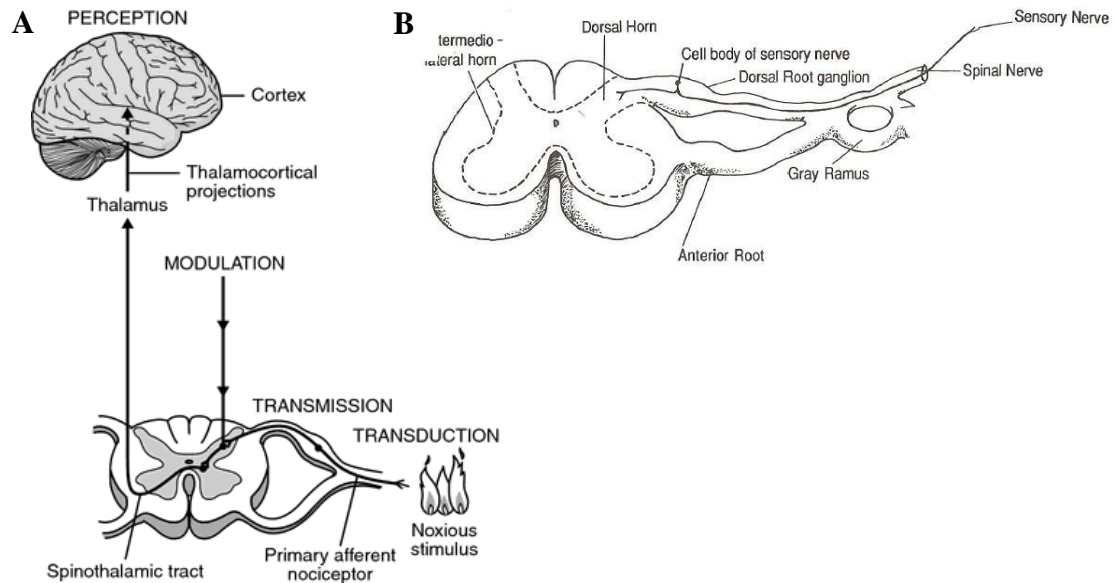 A
PERCEPTION
Cortex
Thalamocortical
projections
Thalamus
MODULATION
TRANSMISSION
TRANSDUCTION
Noxious
stimulus
Primary afferent
nociceptor
Spinothalamic tract
B
termedio -
lateral horn
Dorsal Horn
Cell body of sensory nerve
Dorsal Root ganglion
Sensory Nerve
Spinal Nerve
Gray Ramus
Anterior Root